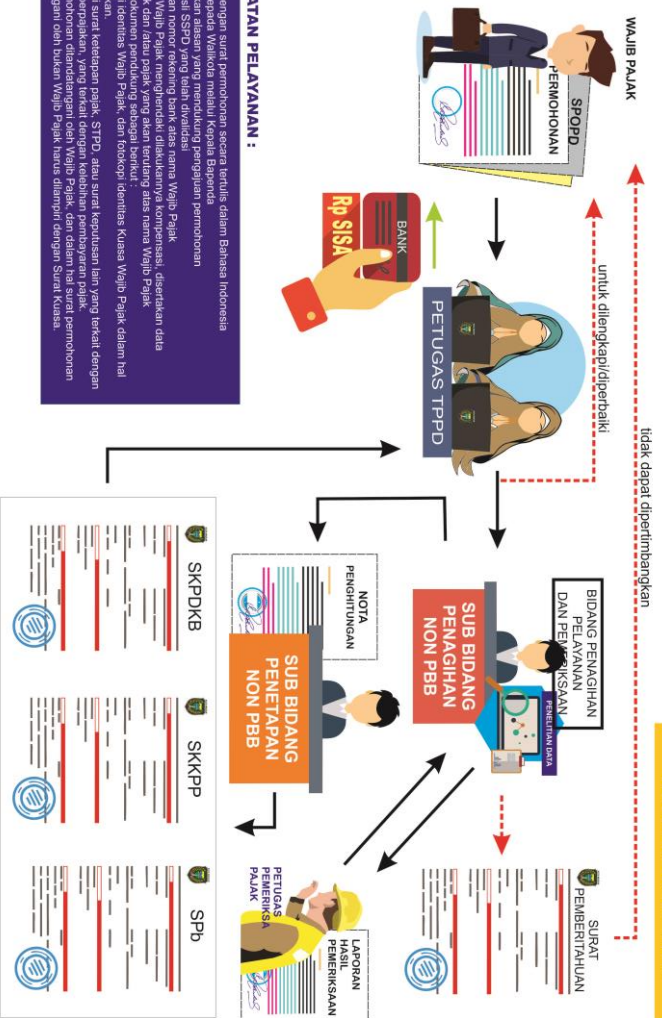 WAJIB PAJAK
SPOPD
PERMOHONAN
tidak dapat dipertimbangkan
untuk dilengkapi/diperbaiki
BANK
Rp SISA
PETUGAS TPPD
BIDANG PENAGIHAN
PELAYANAN
DAN PEMERIKSAAN
PENELITIAN DATA
SUB BIDANG
PENAGIHAN
NON PBB
SURAT
PEMBERITAHUAN
NOTA
PENGHITUNGAN
SUB BIDANG
PENETAPAN
NON PBB
LAPORAN
HASIL
PEMERIKSAAN
PETUGAS
PEMERIKSA
PAJAK
SKPDKB
SKKPP
SPb
ATAN PELAYANAN :
engan surat permohonan secara tertulis dalam Bahasa Indonesia
epada Walikota melalui Kepala Bapenda
kan alasan yang mendukung pengajuan permohonan
sli SSPD yang telah divalidasi
an nomor rekening bank atas nama Wajib Pajak
Wajib Pajak menghendaki dilakukannya kompensasi, disertakan data
k dan /atau pajak yang akan terutang atas nama Wajib Pajak
okumen pendukung sebagai berikut :
i identitas Wajib Pajak, dan fotokopi identitas Kuasa Wajib Pajak dalam hal
kan.
i surat ketetapan pajak, STPD, atau surat keputusan lain yang terkait dengan
perpajakan, yang terkait dengan kelebihan pembayaran pajak.
mohonan ditandatangani oleh Wajib Pajak, dan dalam hal surat permohonan
gani oleh bukan Wajib Pajak harus dilampiri dengan Surat Kuasa.